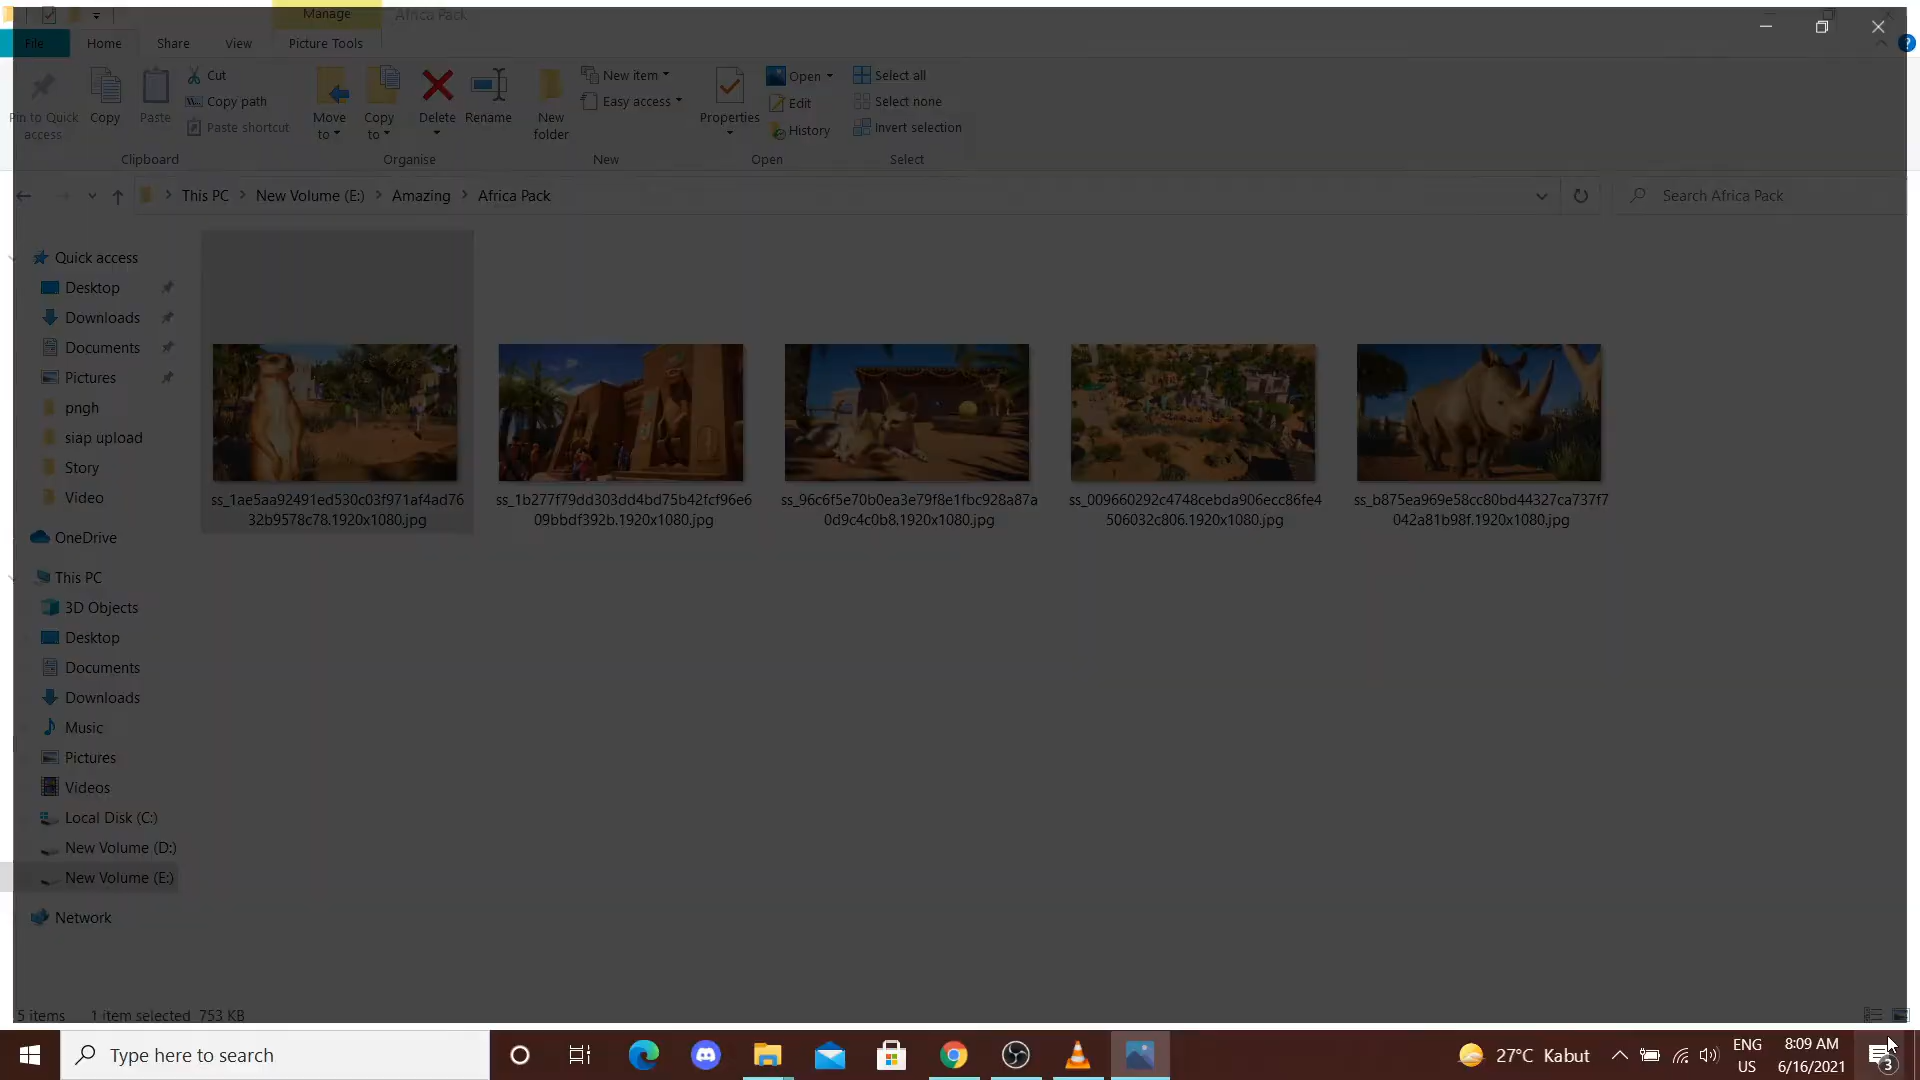 Manage
Africa Pack
File
Home
Share
View
Picture Tools
Pin to Quick
access
Copy
Paste
Cut
Copy path
Paste shortcut
Move
to
Copy
to
Delete
Rename
New
folder
New item
Easy access
Properties
Open
Edit
History
Select all
Select none
Invert selection
Clipboard
Organise
New
Open
Select
This PC
New Volume (E:)
Amazing
Africa Pack
Search Africa Pack
Quick access
Desktop
Downloads
Documents
Pictures
pngh
siap upload
Story
Video
OneDrive
This PC
3D Objects
Desktop
Documents
Downloads
Music
Pictures
Videos
Local Disk (C:)
New Volume (D:)
New Volume (E:)
Network
ss_1ae5aa92491ed530c03f971af4ad76
32b9578c78.1920x1080.jpg
ss_1b277f79dd303dd4bd75b42fcf96e6
09bbdf392b.1920x1080.jpg
ss_96c6f5e70b0ea3e79f8e1fbc928a87a
0d9c4c0b8.1920x1080.jpg
ss_009660292c4748cebda906ecc86fe4
506032c806.1920x1080.jpg
ss_b875ea969e58cc80bd44327ca737f7
042a81b98f.1920x1080.jpg
5 items
1 item selected 753 KB
Type here to search
27°C Kabut
ENG
US
8:09 AM
6/16/2021
3